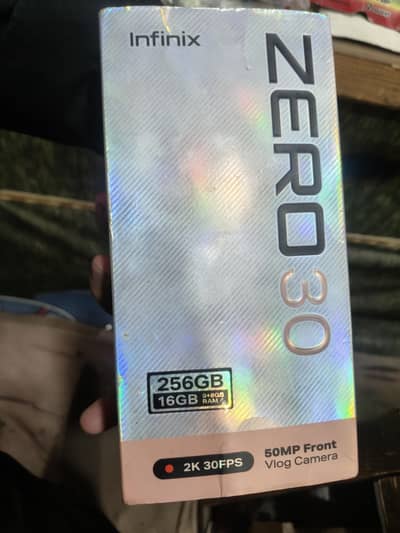 Infinix
ZERO 30
256GB
16GB 8+8GB RAM
2K 30FPS
50MP Front
Vlog Camera